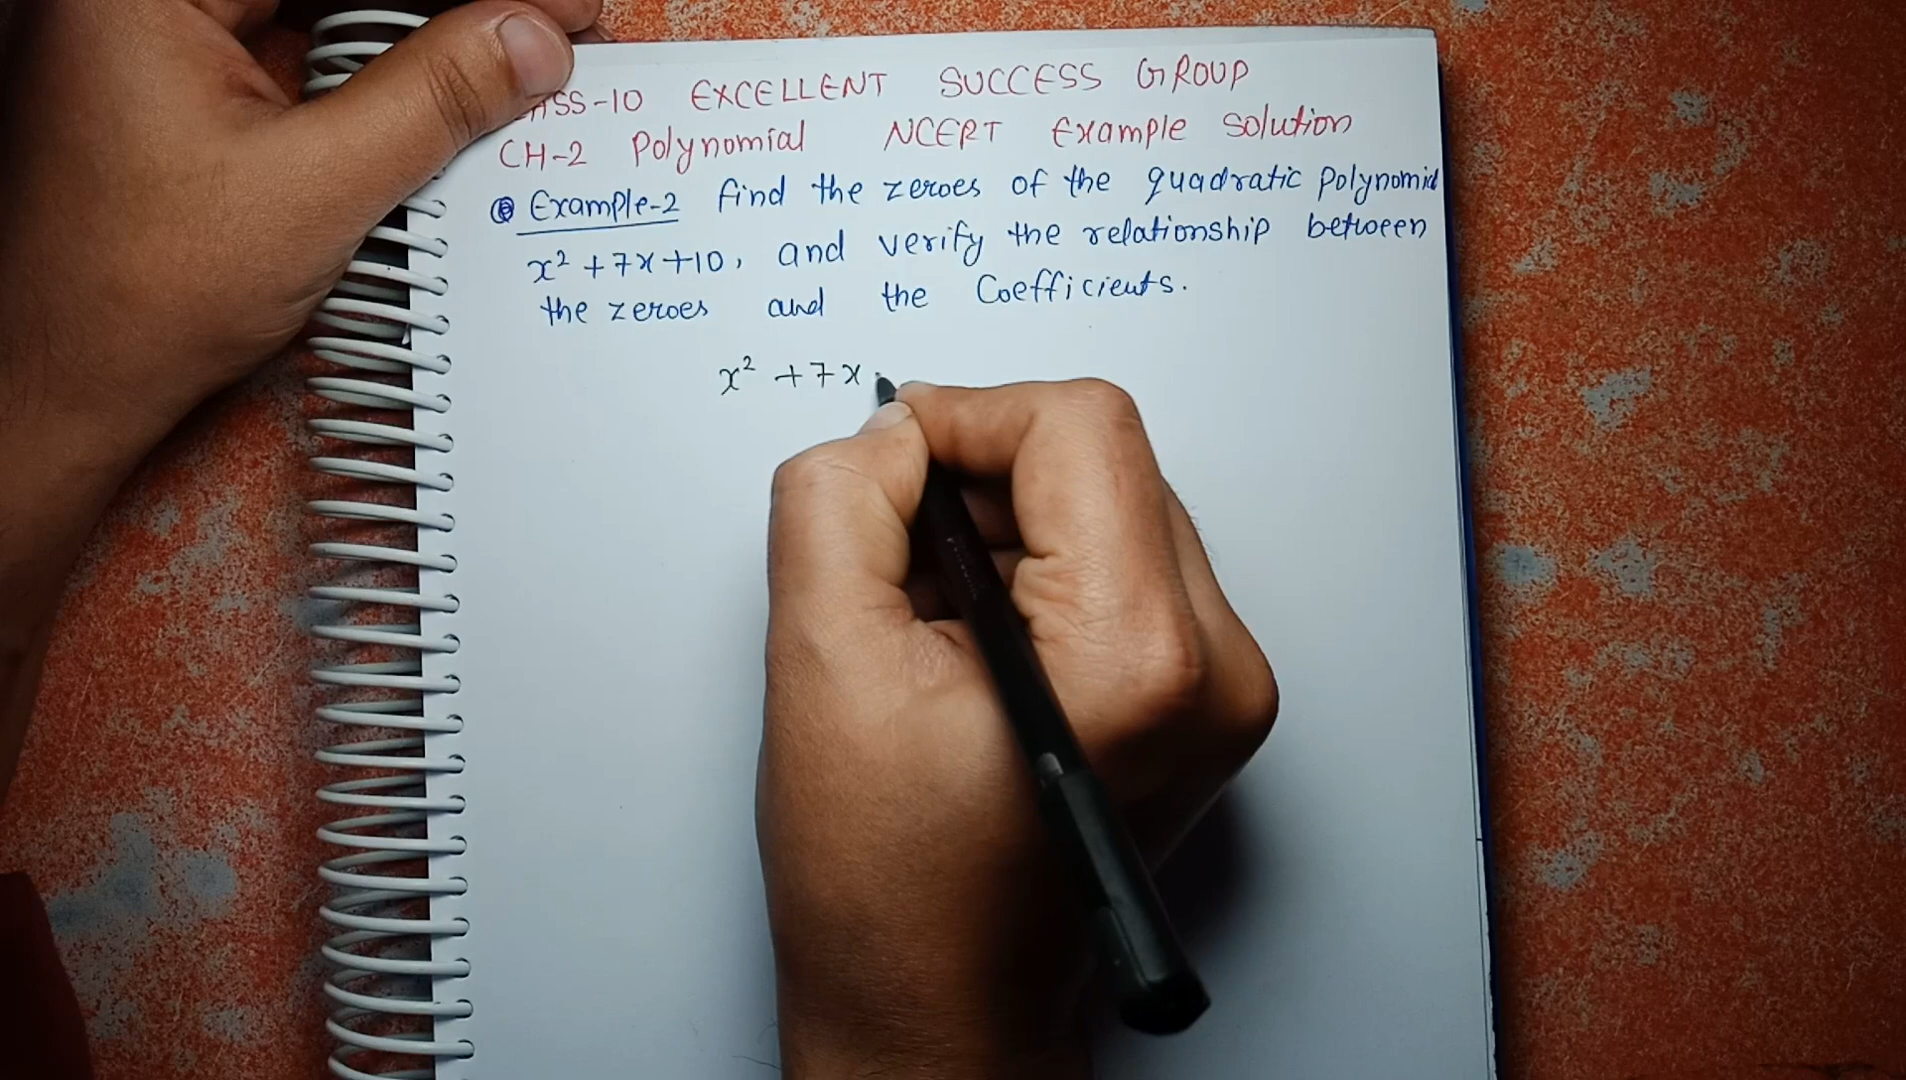 ASS-10 EXCELLENT SUCCESS GROUP
CH-2 Polynomial NCERT Example Solution
Example-2 find the zeroes of the quadratic Polynomial
x² + 7x + 10, and verify the relationship between
the zeroes and the Coefficients.
x² + 7x